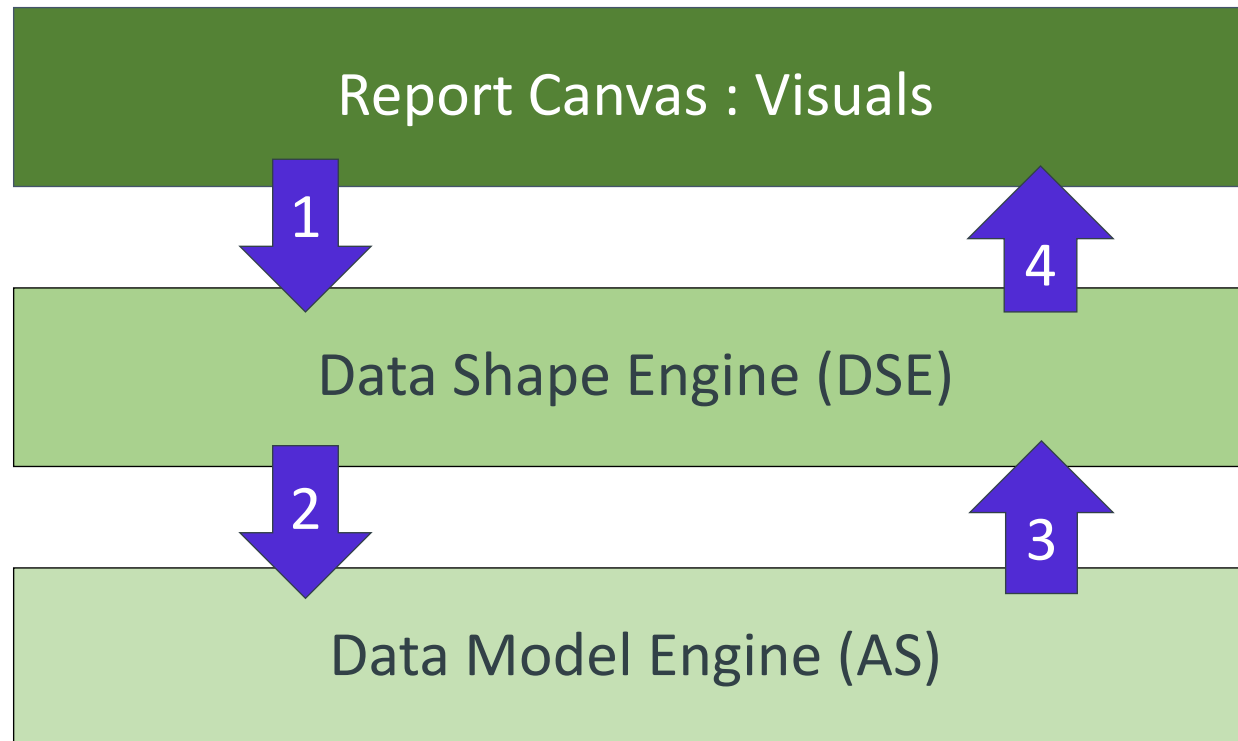 Report Canvas : Visuals
1
4
Data Shape Engine (DSE)
2
3
Data Model Engine (AS)